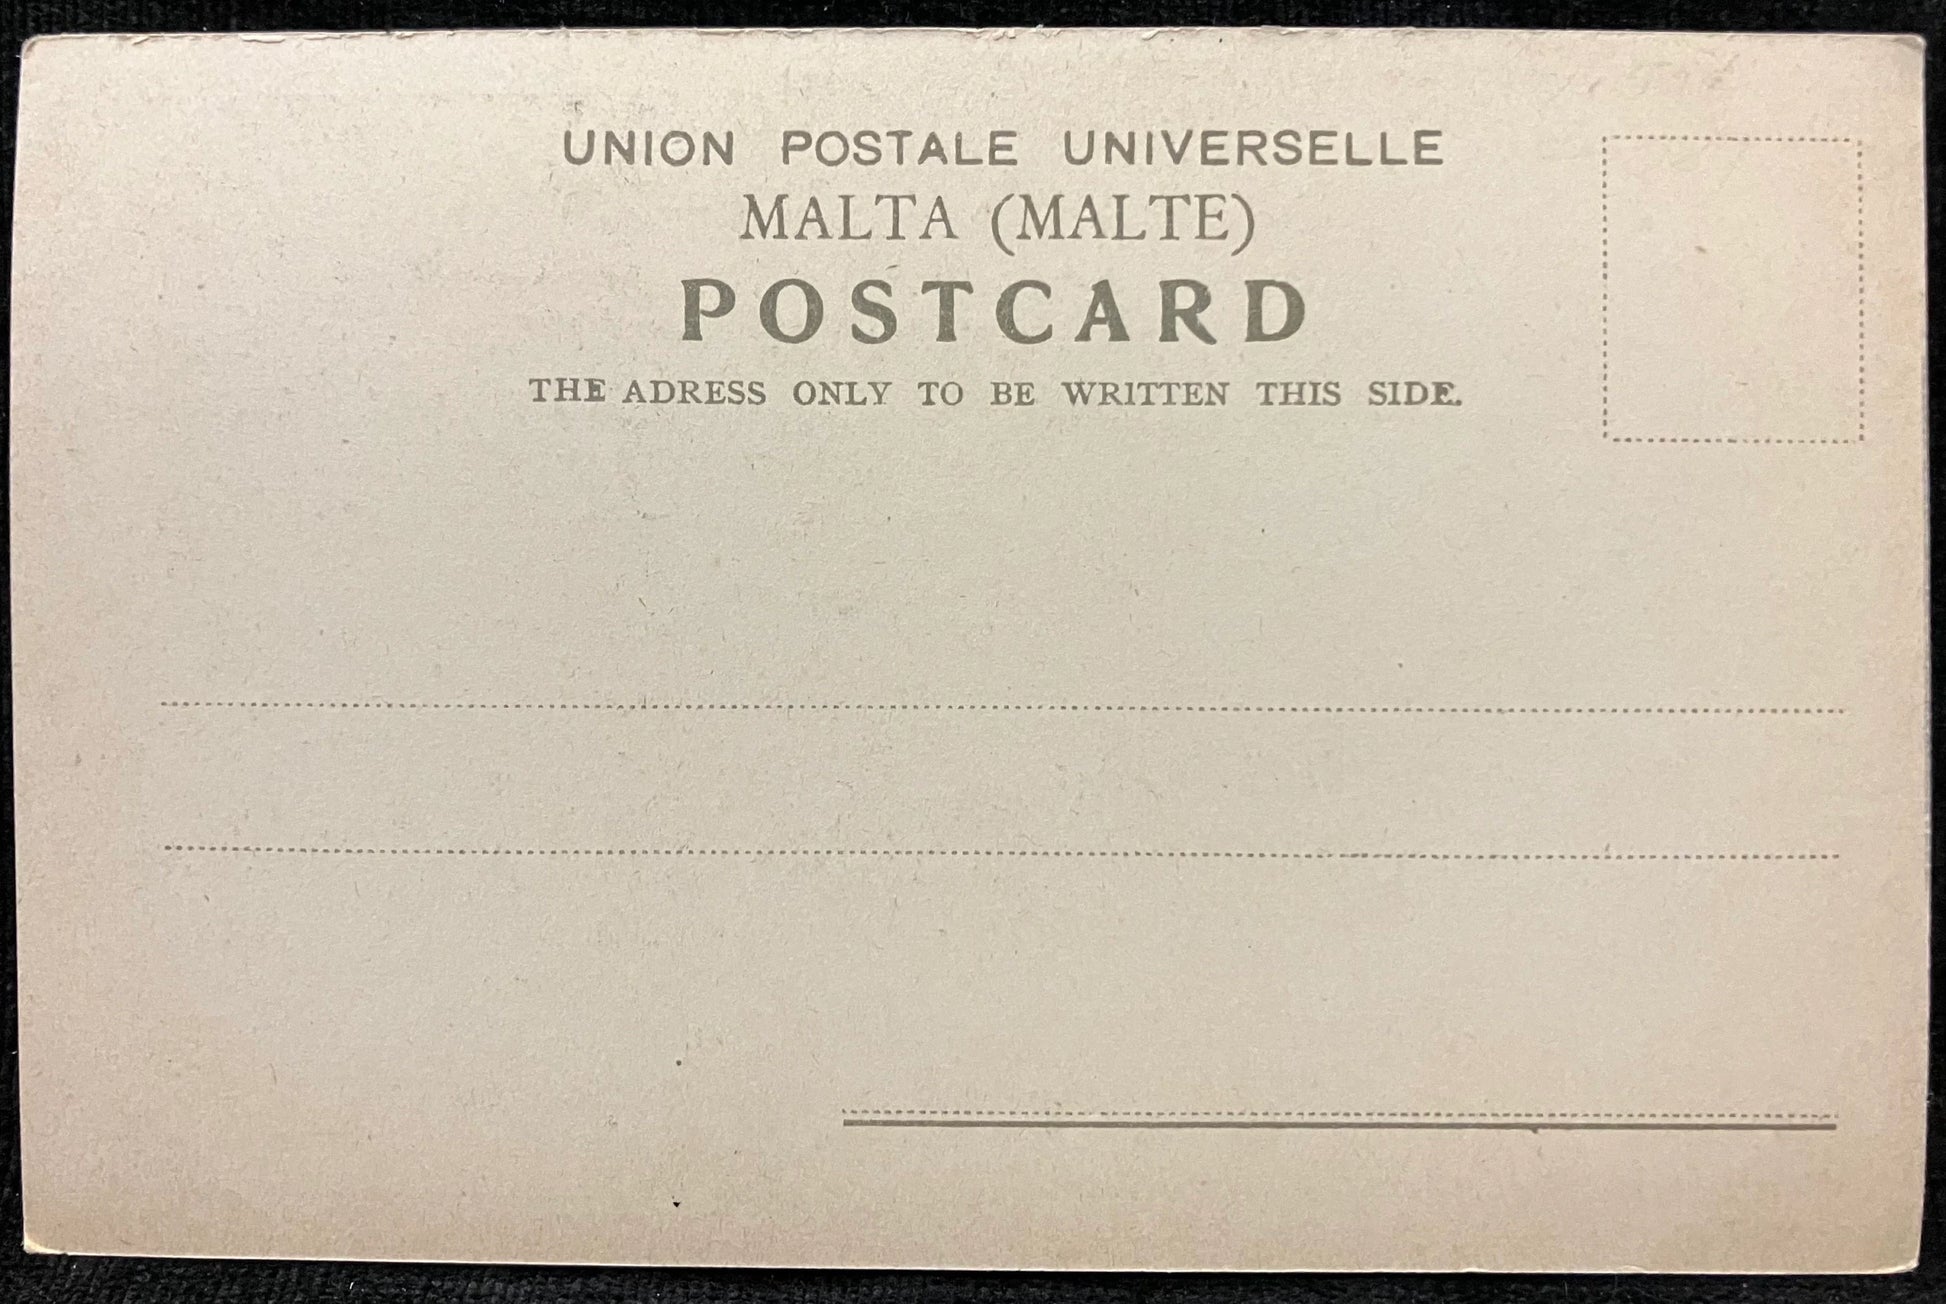 UNION POSTALE UNIVERSELLE
MALTA (MALTE)
POSTCARD
THE ADRESS ONLY TO BE WRITTEN THIS SIDE.